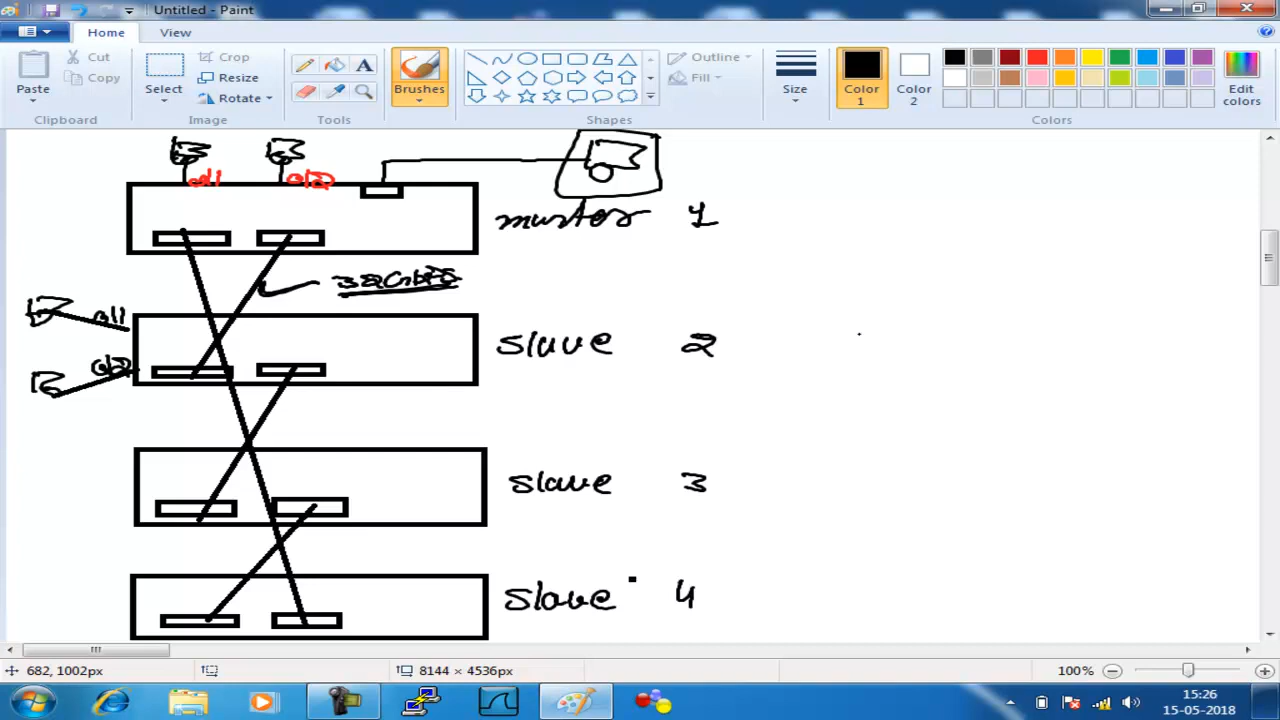 Untitled - Paint
Home View
Paste Cut Copy
Clipboard
Select Crop Resize Rotate
Image
Tools
Brushes
Outline Fill
Shapes
Size
Color 1 Color 2
Edit colors
Colors
master 1
slave 2
slave 3
slave 4
682, 1002px 8144 × 4536px 100%
15:26
15-05-2018